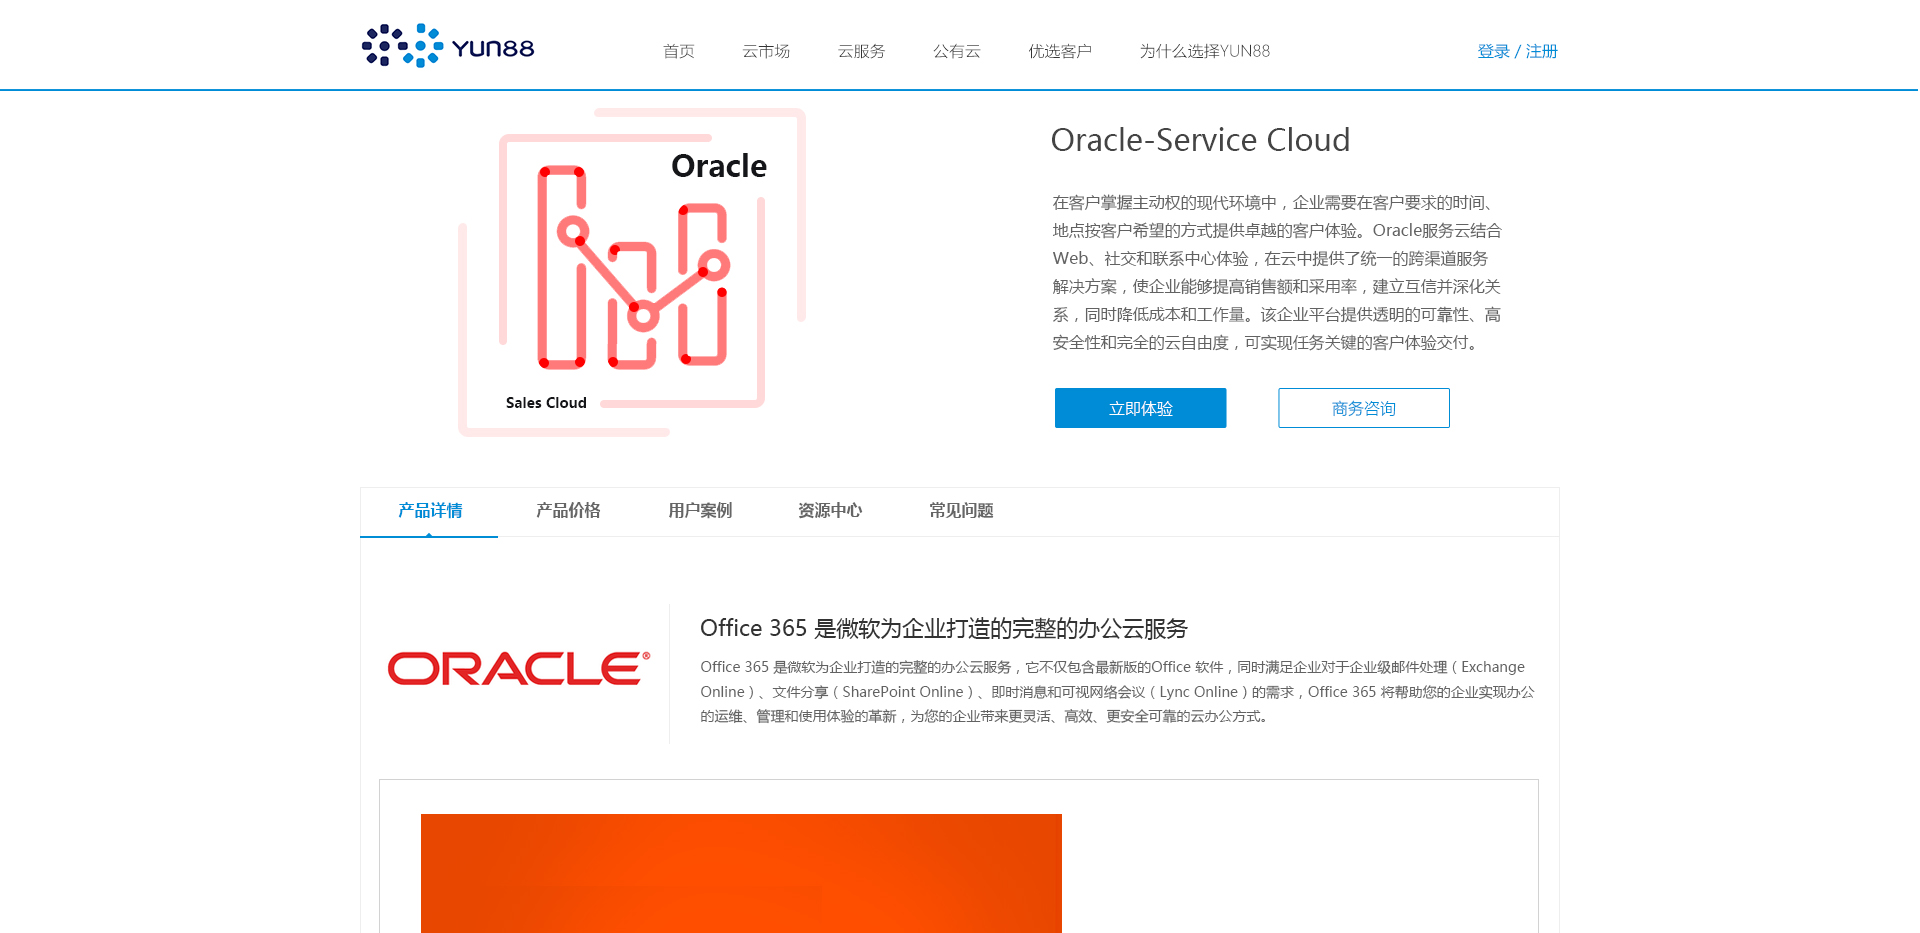 YUN88
首页 云市场 云服务 公有云 优选客户 为什么选择YUN88 登录 / 注册
Oracle
Sales Cloud
Oracle-Service Cloud
在客户掌握主动权的现代环境中，企业需要在客户要求的时间、
地点按客户希望的方式提供卓越的客户体验。Oracle服务云结合
Web、社交和联系中心体验，在云中提供了统一的跨渠道服务
解决方案，使企业能够提高销售额和采用率，建立互信并深化关
系，同时降低成本和工作量。该企业平台提供透明的可靠性、高
安全性和完全的云自由度，可实现任务关键的客户体验交付。
立即体验 商务咨询
产品详情 产品价格 用户案例 资源中心 常见问题
ORACLE®
Office 365 是微软为企业打造的完整的办公云服务
Office 365 是微软为企业打造的完整的办公云服务，它不仅包含最新版的Office 软件，同时满足企业对于企业级邮件处理（Exchange
Online）、文件分享（SharePoint Online）、即时消息和可视网络会议（Lync Online）的需求，Office 365 将帮助您的企业实现办公
的运维、管理和使用体验的革新，为您的企业带来更灵活、高效、更安全可靠的云办公方式。